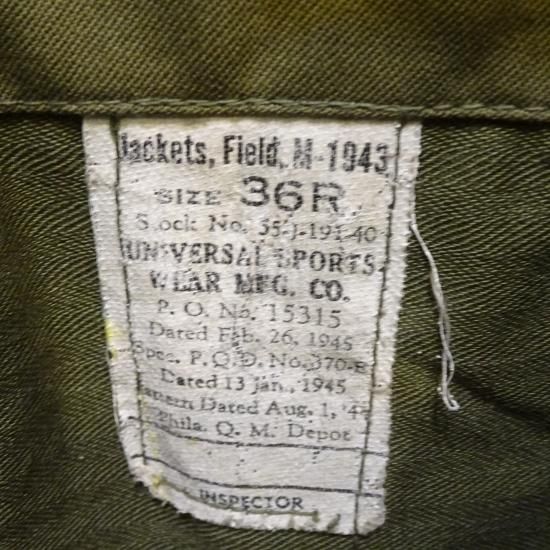 Jackets, Field, M-1943
SIZE 36R
Stock No. 55-J-191-40
UNIVERSAL SPORTS
WEAR MFG. CO.
P. O. No. 15315
Dated Feb. 26, 1945
Spec. P.Q.D. No. 370-E
Dated 13 Jan., 1945
Pattern Dated Aug. 1, '4
Phila. Q. M. Depot
INSPECTOR